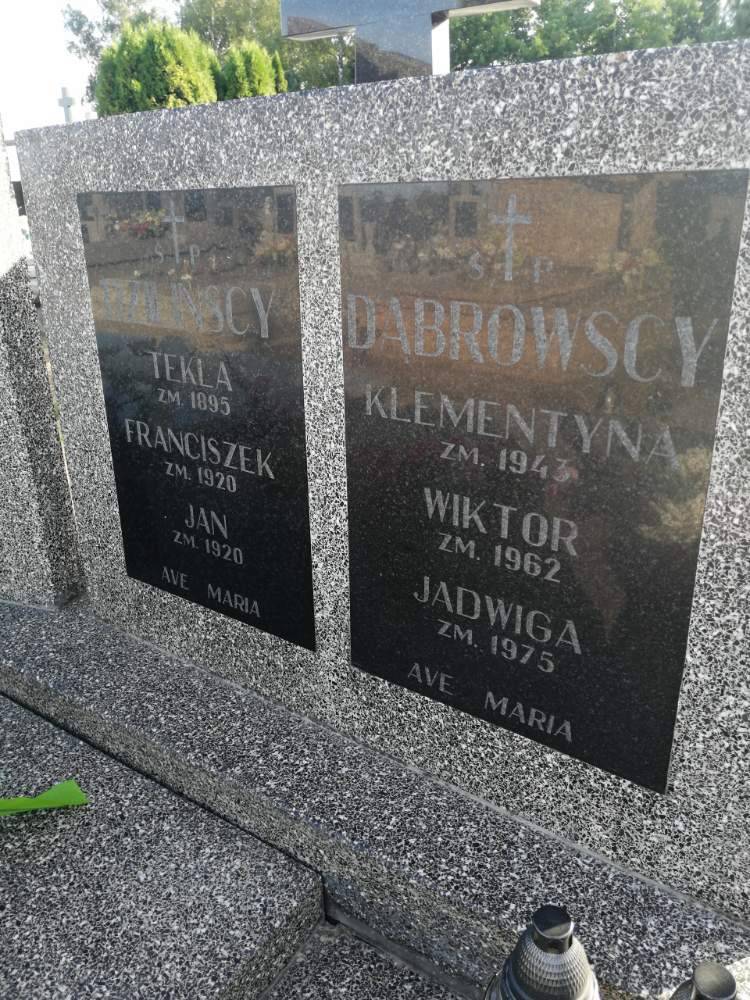 Ś P
TEKLA
ZM. 1895
FRANCISZEK
ZM. 1920
JAN
ZM. 1920
AVE MARIA
Ś P
DĄBROWSCY
KLEMENTYNA
ZM. 1943
WIKTOR
ZM. 1962
JADWIGA
ZM. 1975
AVE MARIA